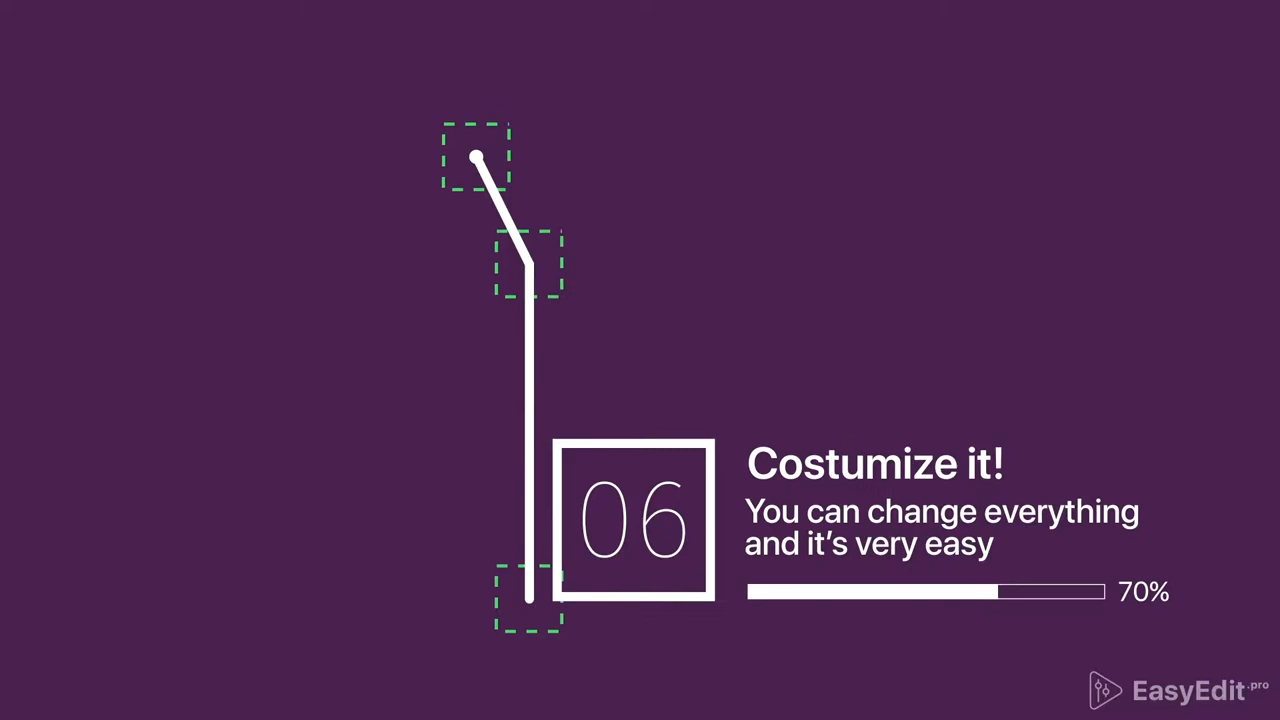 06
Costumize it!
You can change everything
and it's very easy
70%
EasyEdit.pro